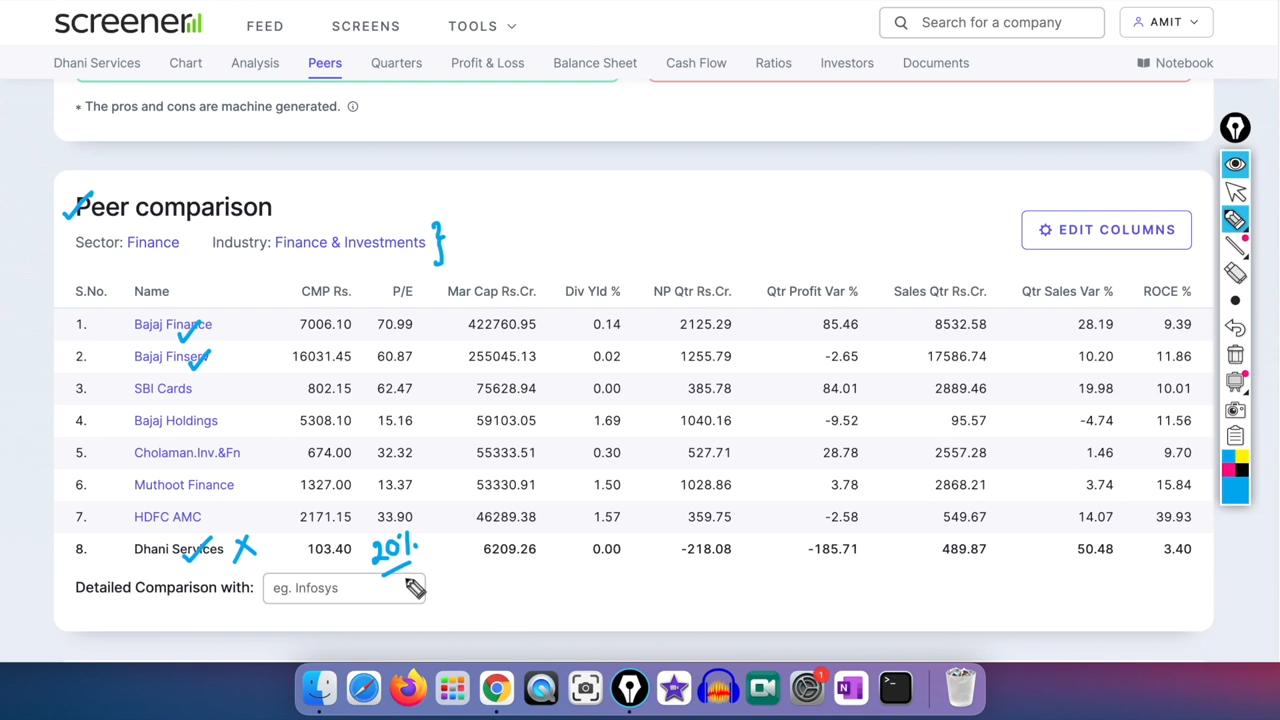 screener FEED SCREENS TOOLS Search for a company AMIT
Dhani Services Chart Analysis Peers Quarters Profit & Loss Balance Sheet Cash Flow Ratios Investors Documents Notebook
* The pros and cons are machine generated.
Peer comparison
Sector: Finance Industry: Finance & Investments
EDIT COLUMNS
S.No. Name CMP Rs. P/E Mar Cap Rs.Cr. Div Yld % NP Qtr Rs.Cr. Qtr Profit Var % Sales Qtr Rs.Cr. Qtr Sales Var % ROCE %
1. Bajaj Finance 7006.10 70.99 422760.95 0.14 2125.29 85.46 8532.58 28.19 9.39
2. Bajaj Finserv 16031.45 60.87 255045.13 0.02 1255.79 -2.65 17586.74 10.20 11.86
3. SBI Cards 802.15 62.47 75628.94 0.00 385.78 84.01 2889.46 19.98 10.01
4. Bajaj Holdings 5308.10 15.16 59103.05 1.69 1040.16 -9.52 95.57 -4.74 11.56
5. Cholaman.Inv.&Fn 674.00 32.32 55333.51 0.30 527.71 28.78 2557.28 1.46 9.70
6. Muthoot Finance 1327.00 13.37 53330.91 1.50 1028.86 3.78 2868.21 3.74 15.84
7. HDFC AMC 2171.15 33.90 46289.38 1.57 359.75 -2.58 549.67 14.07 39.93
8. Dhani Services 103.40 20% 6209.26 0.00 -218.08 -185.71 489.87 50.48 3.40
Detailed Comparison with: eg. Infosys
1